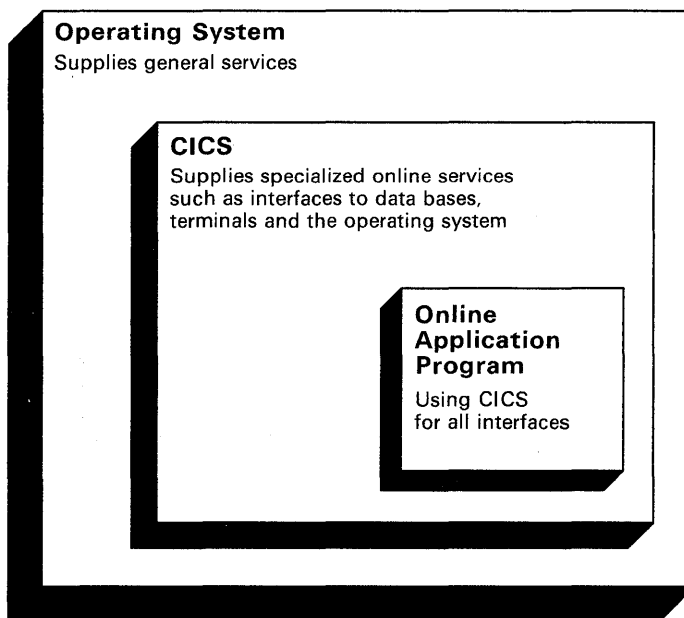 Operating System
Supplies general services
CICS
Supplies specialized online services
such as interfaces to data bases,
terminals and the operating system
Online
Application
Program
Using CICS
for all interfaces